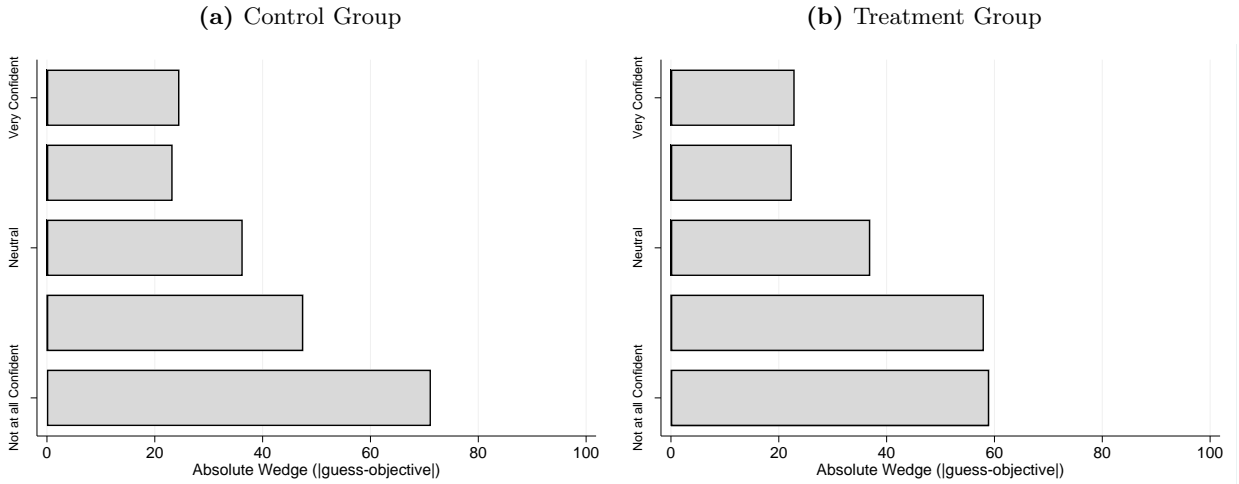 (a) Control Group
Very Confident
Neutral
Not at all Confident
0 20 40 60 80 100
Absolute Wedge (|guess-objective|)
(b) Treatment Group
Very Confident
Neutral
Not at all Confident
0 20 40 60 80 100
Absolute Wedge (|guess-objective|)